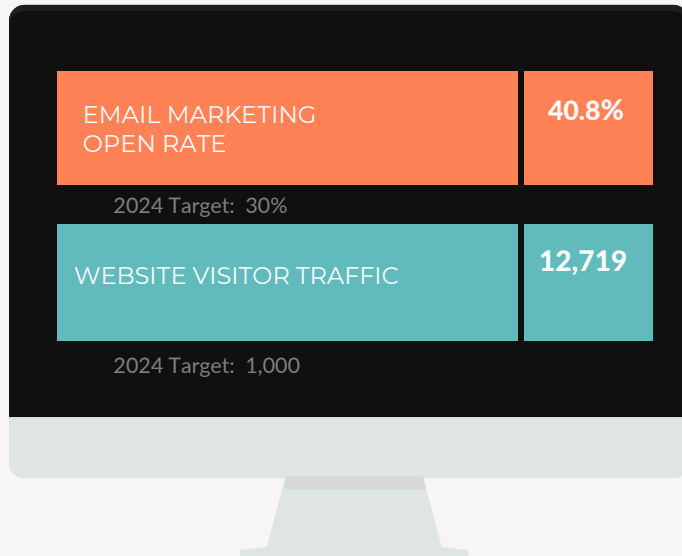 EMAIL MARKETING
OPEN RATE
40.8%
2024 Target: 30%
WEBSITE VISITOR TRAFFIC
12,719
2024 Target: 1,000